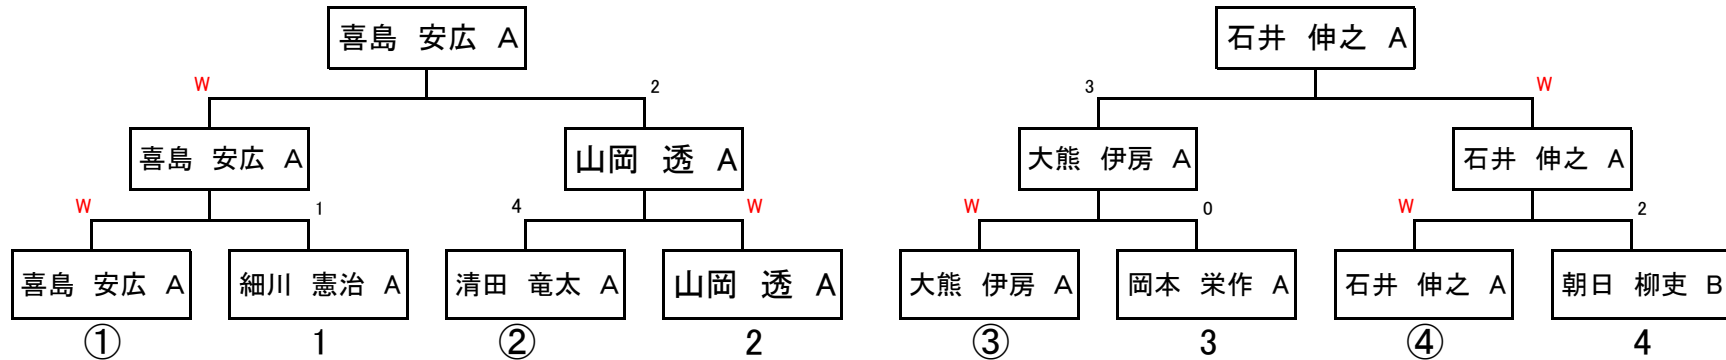 喜島 安広 A 石井 伸之 A
W 2 3 W
喜島 安広 A 山岡 透 A 大熊 伊房 A 石井 伸之 A
W 1 4 W W 0 W 2
喜島 安広 A 細川 憲治 A 清田 竜太 A 山岡 透 A 大熊 伊房 A 岡本 栄作 A 石井 伸之 A 朝日 柳吏 B
① 1 ② 2 ③ 3 ④ 4